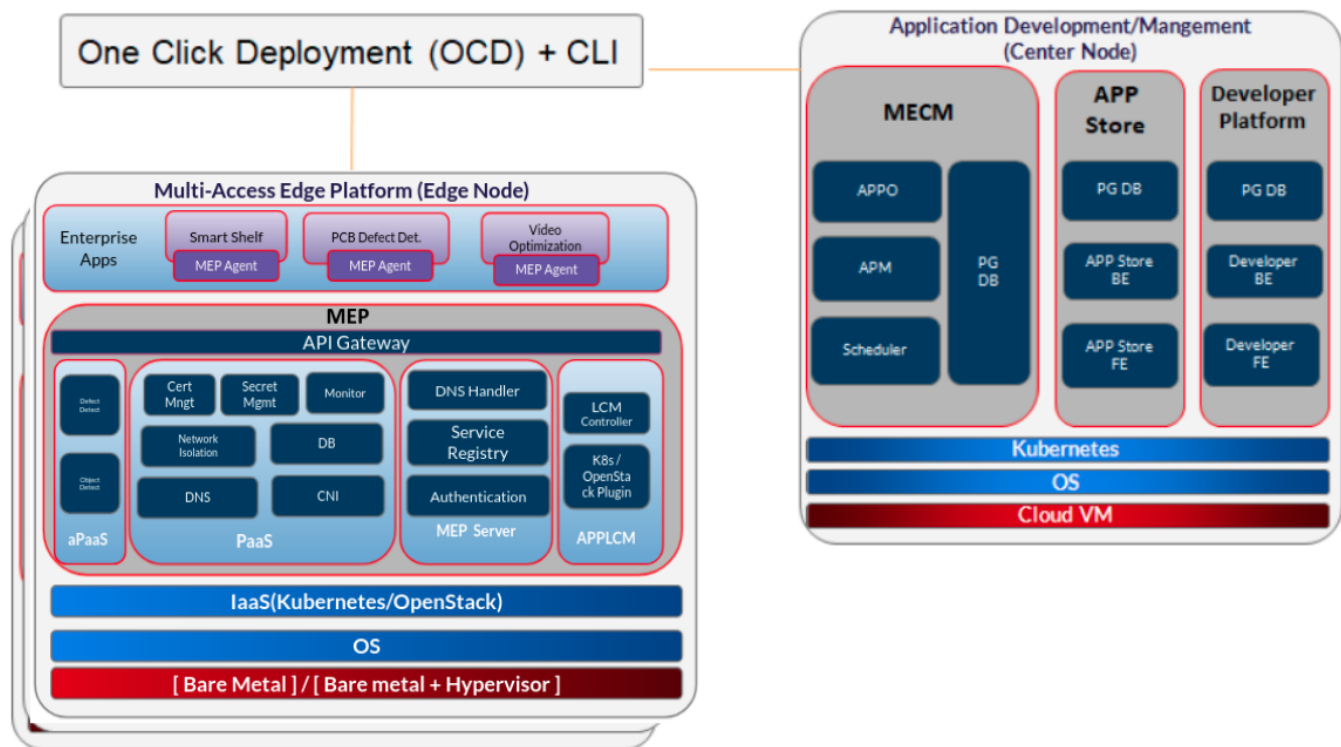 One Click Deployment (OCD) + CLI
Application Development/Mangement
(Center Node)
MECM
APPO
APM
Scheduler
PG
DB
APP
Store
PG DB
APP Store
BE
APP Store
FE
Developer
Platform
PG DB
Developer
BE
Developer
FE
Kubernetes
OS
Cloud VM
Multi-Access Edge Platform (Edge Node)
Enterprise
Apps
Smart Shelf
MEP Agent
PCB Defect Det.
MEP Agent
Video
Optimization
MEP Agent
MEP
API Gateway
Defect
Detect
Object
Detect
aPaaS
Cert
Mngt
Secret
Mgmt
Monitor
Network
Isolation
DB
DNS
CNI
PaaS
DNS Handler
Service
Registry
Authentication
MEP Server
LCM
Controller
K8s /
OpenSta
ck Plugin
APPLCM
IaaS(Kubernetes/OpenStack)
OS
[ Bare Metal ] / [ Bare metal + Hypervisor ]